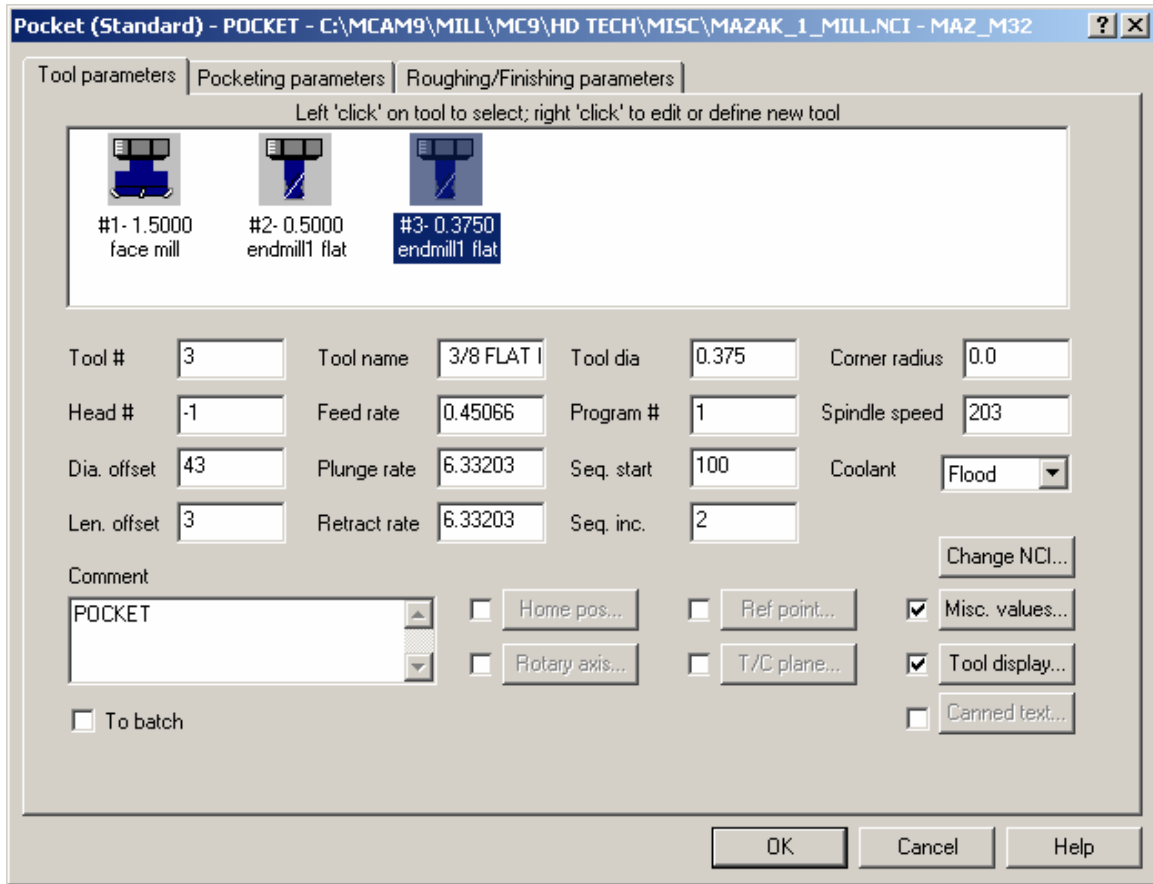 Pocket (Standard) - POCKET - C:\MCAM9\MILL\MC9\HD TECH\MISC\MAZAK_1_MILL.NCI - MAZ_M32
Tool parameters Pocketing parameters Roughing/Finishing parameters
Left 'click' on tool to select; right 'click' to edit or define new tool
#1- 1.5000 #2- 0.5000 #3- 0.3750
face mill endmill1 flat endmill1 flat
Tool # 3 Tool name 3/8 FLAT Tool dia 0.375 Corner radius 0.0
Head # -1 Feed rate 0.45066 Program # 1 Spindle speed 203
Dia. offset 43 Plunge rate 6.33203 Seq. start 100 Coolant Flood
Len. offset 3 Retract rate 6.33203 Seq. inc. 2
Change NCI...
Comment
POCKET Home pos... Ref point... Misc. values...
Rotary axis... T/C plane... Tool display...
To batch Canned text...
OK Cancel Help